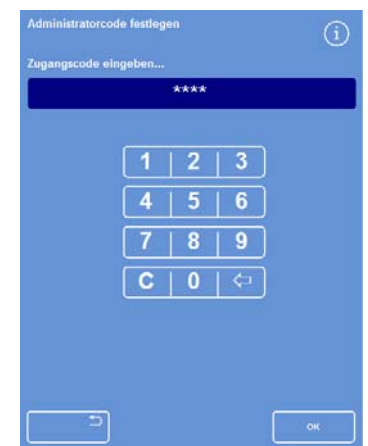 Administratorcode festlegen
i
Zugangscode eingeben...
****
1 2 3
4 5 6
7 8 9
C 0
OK